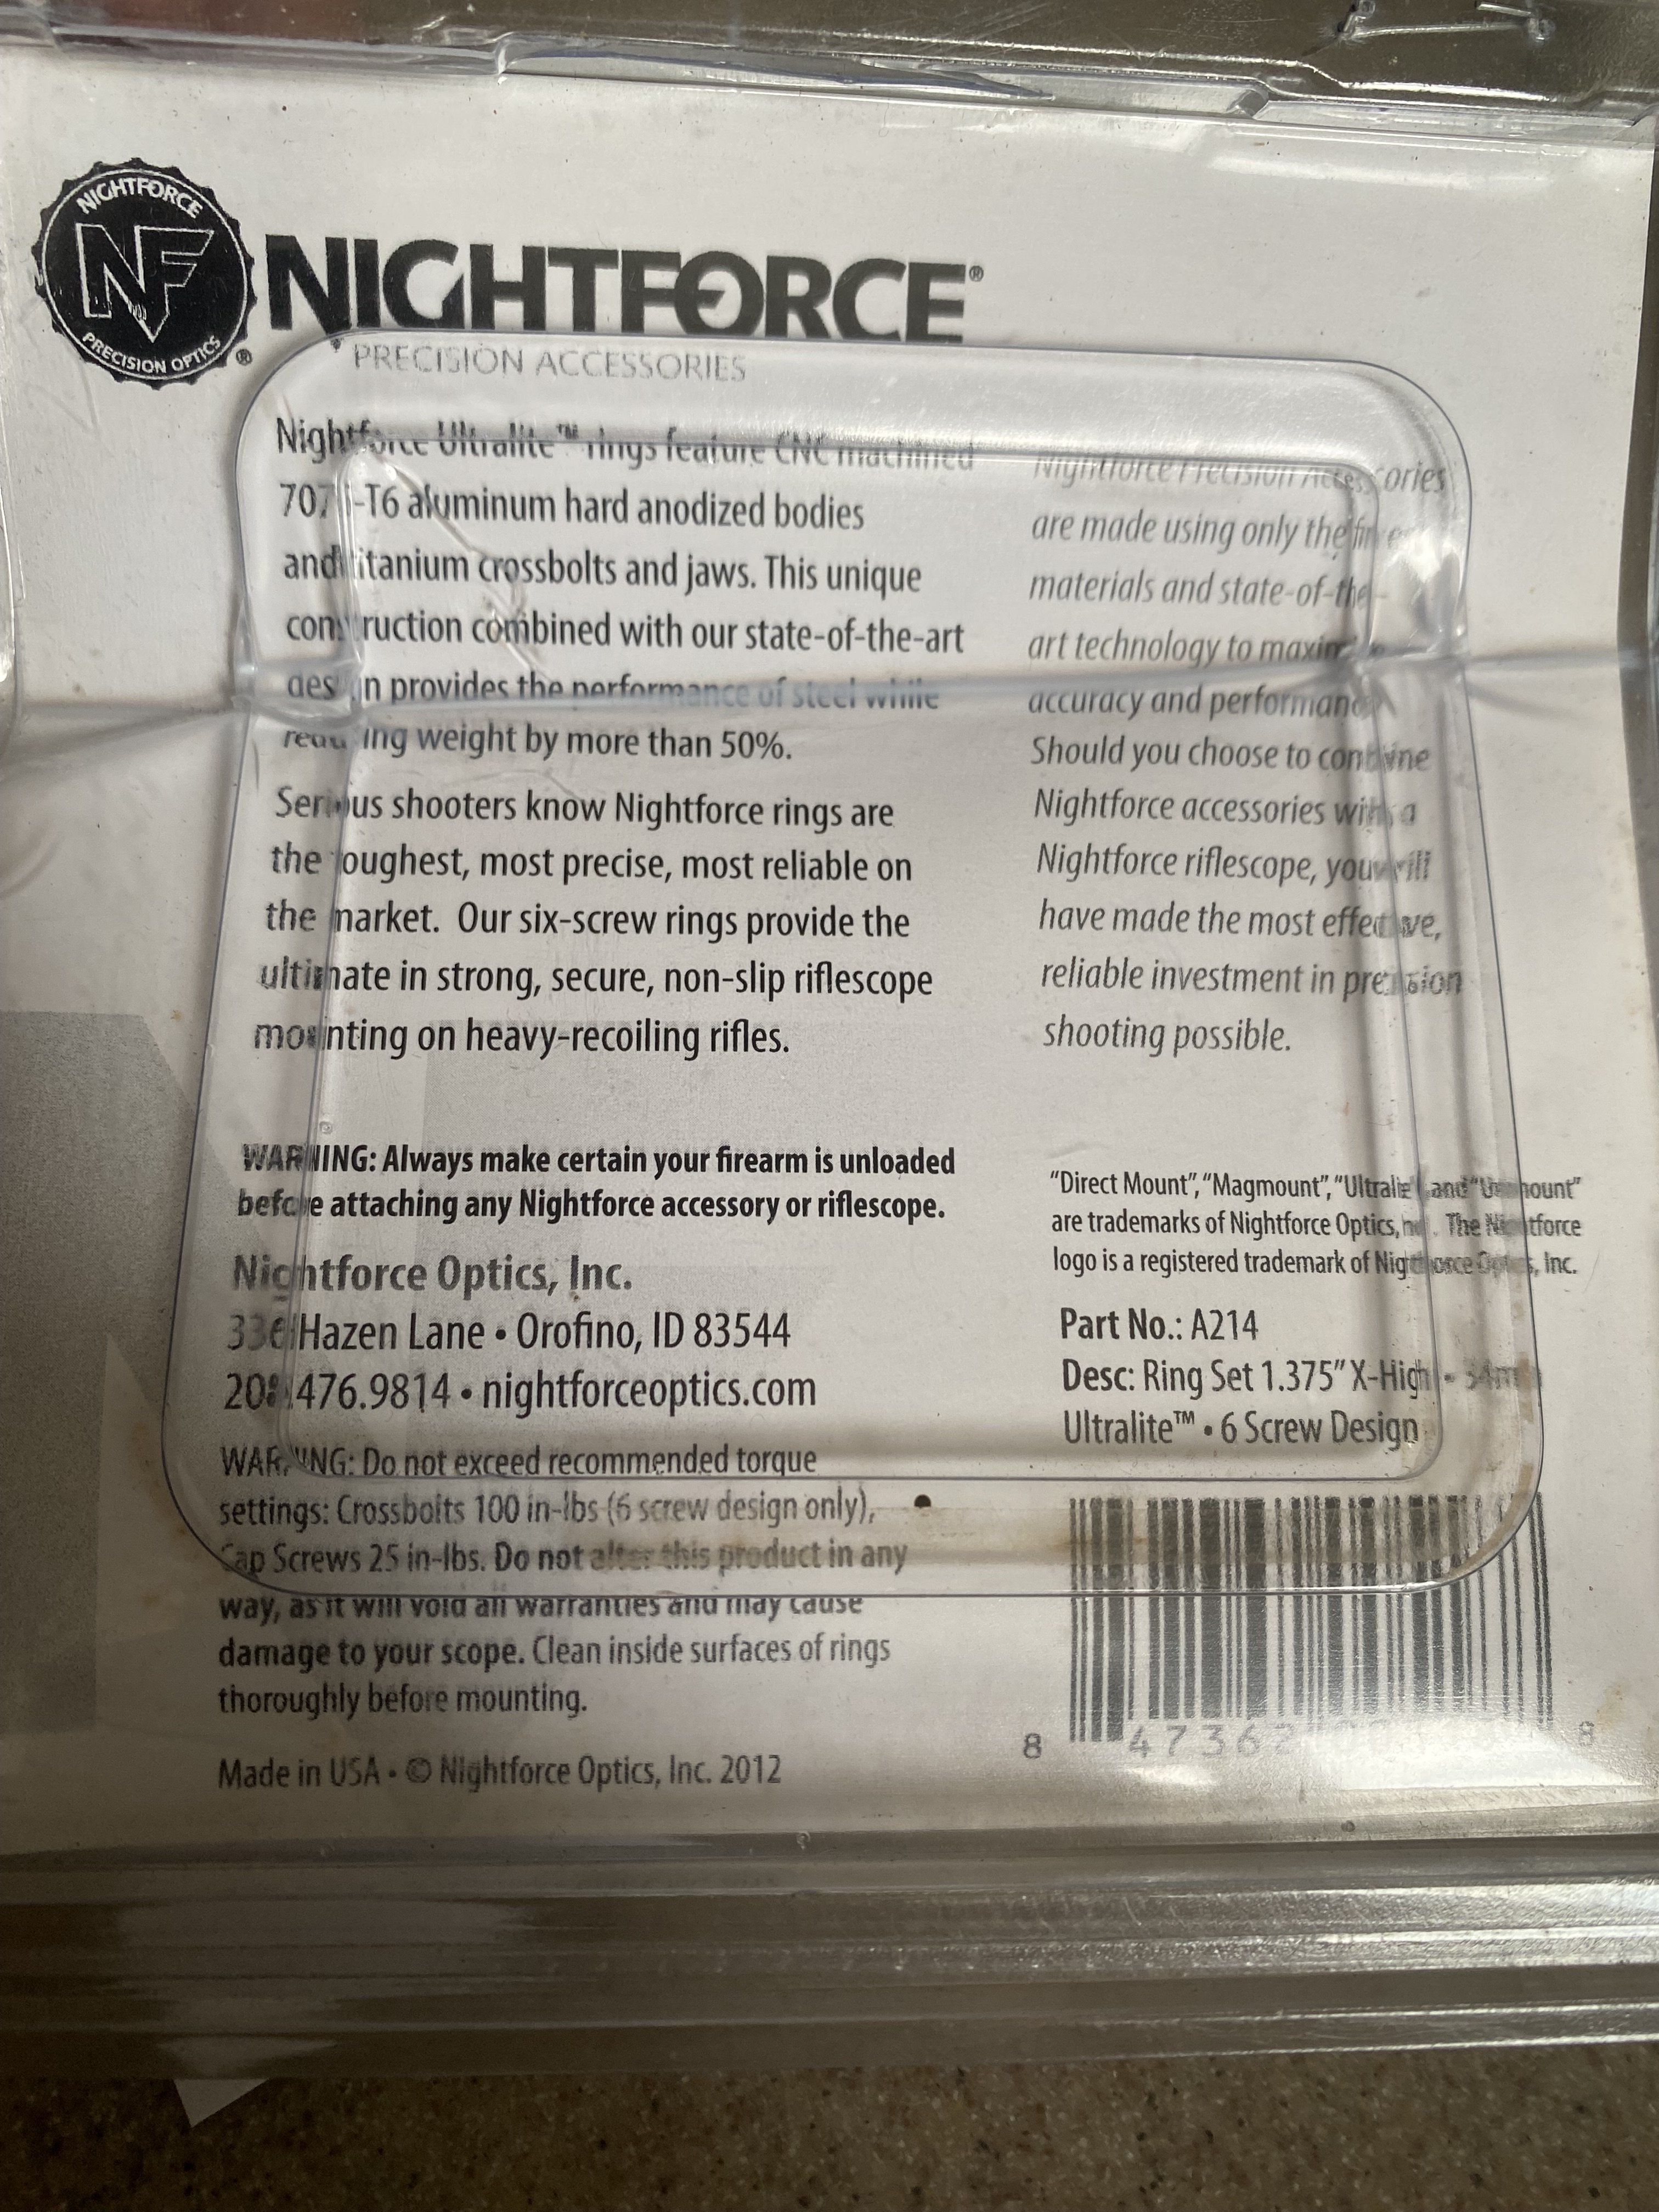 NIGHTFORCE
NF
PRECISION OPTICS ®
NIGHTFORCE®
PRECISION ACCESSORIES
Nightforce Ultralite™ rings feature CNC machined
7075-T6 aluminum hard anodized bodies
and titanium crossbolts and jaws. This unique
construction combined with our state-of-the-art
design provides the performance of steel while
reducing weight by more than 50%.
Serious shooters know Nightforce rings are
the toughest, most precise, most reliable on
the market. Our six-screw rings provide the
ultimate in strong, secure, non-slip riflescope
mounting on heavy-recoiling rifles.
WARNING: Always make certain your firearm is unloaded
before attaching any Nightforce accessory or riflescope.
Nightforce Optics, Inc.
336 Hazen Lane • Orofino, ID 83544
208.476.9814 • nightforceoptics.com
WARNING: Do not exceed recommended torque
settings: Crossbolts 100 in-lbs (6 screw design only),
Cap Screws 25 in-lbs. Do not alter this product in any
way, as it will void all warranties and may cause
damage to your scope. Clean inside surfaces of rings
thoroughly before mounting.
Made in USA • © Nightforce Optics, Inc. 2012
Nightforce Precision Accessories
are made using only the finest
materials and state-of-the-
art technology to maximize
accuracy and performance.
Should you choose to combine
Nightforce accessories with a
Nightforce riflescope, you will
have made the most effective,
reliable investment in precision
shooting possible.
"Direct Mount", "Magmount", "Ultralite", and "Unimount"
are trademarks of Nightforce Optics, Inc. The Nightforce
logo is a registered trademark of Nightforce Optics, Inc.
Part No.: A214
Desc: Ring Set 1.375" X-High • 34mm
Ultralite™ • 6 Screw Design
8 47362 8